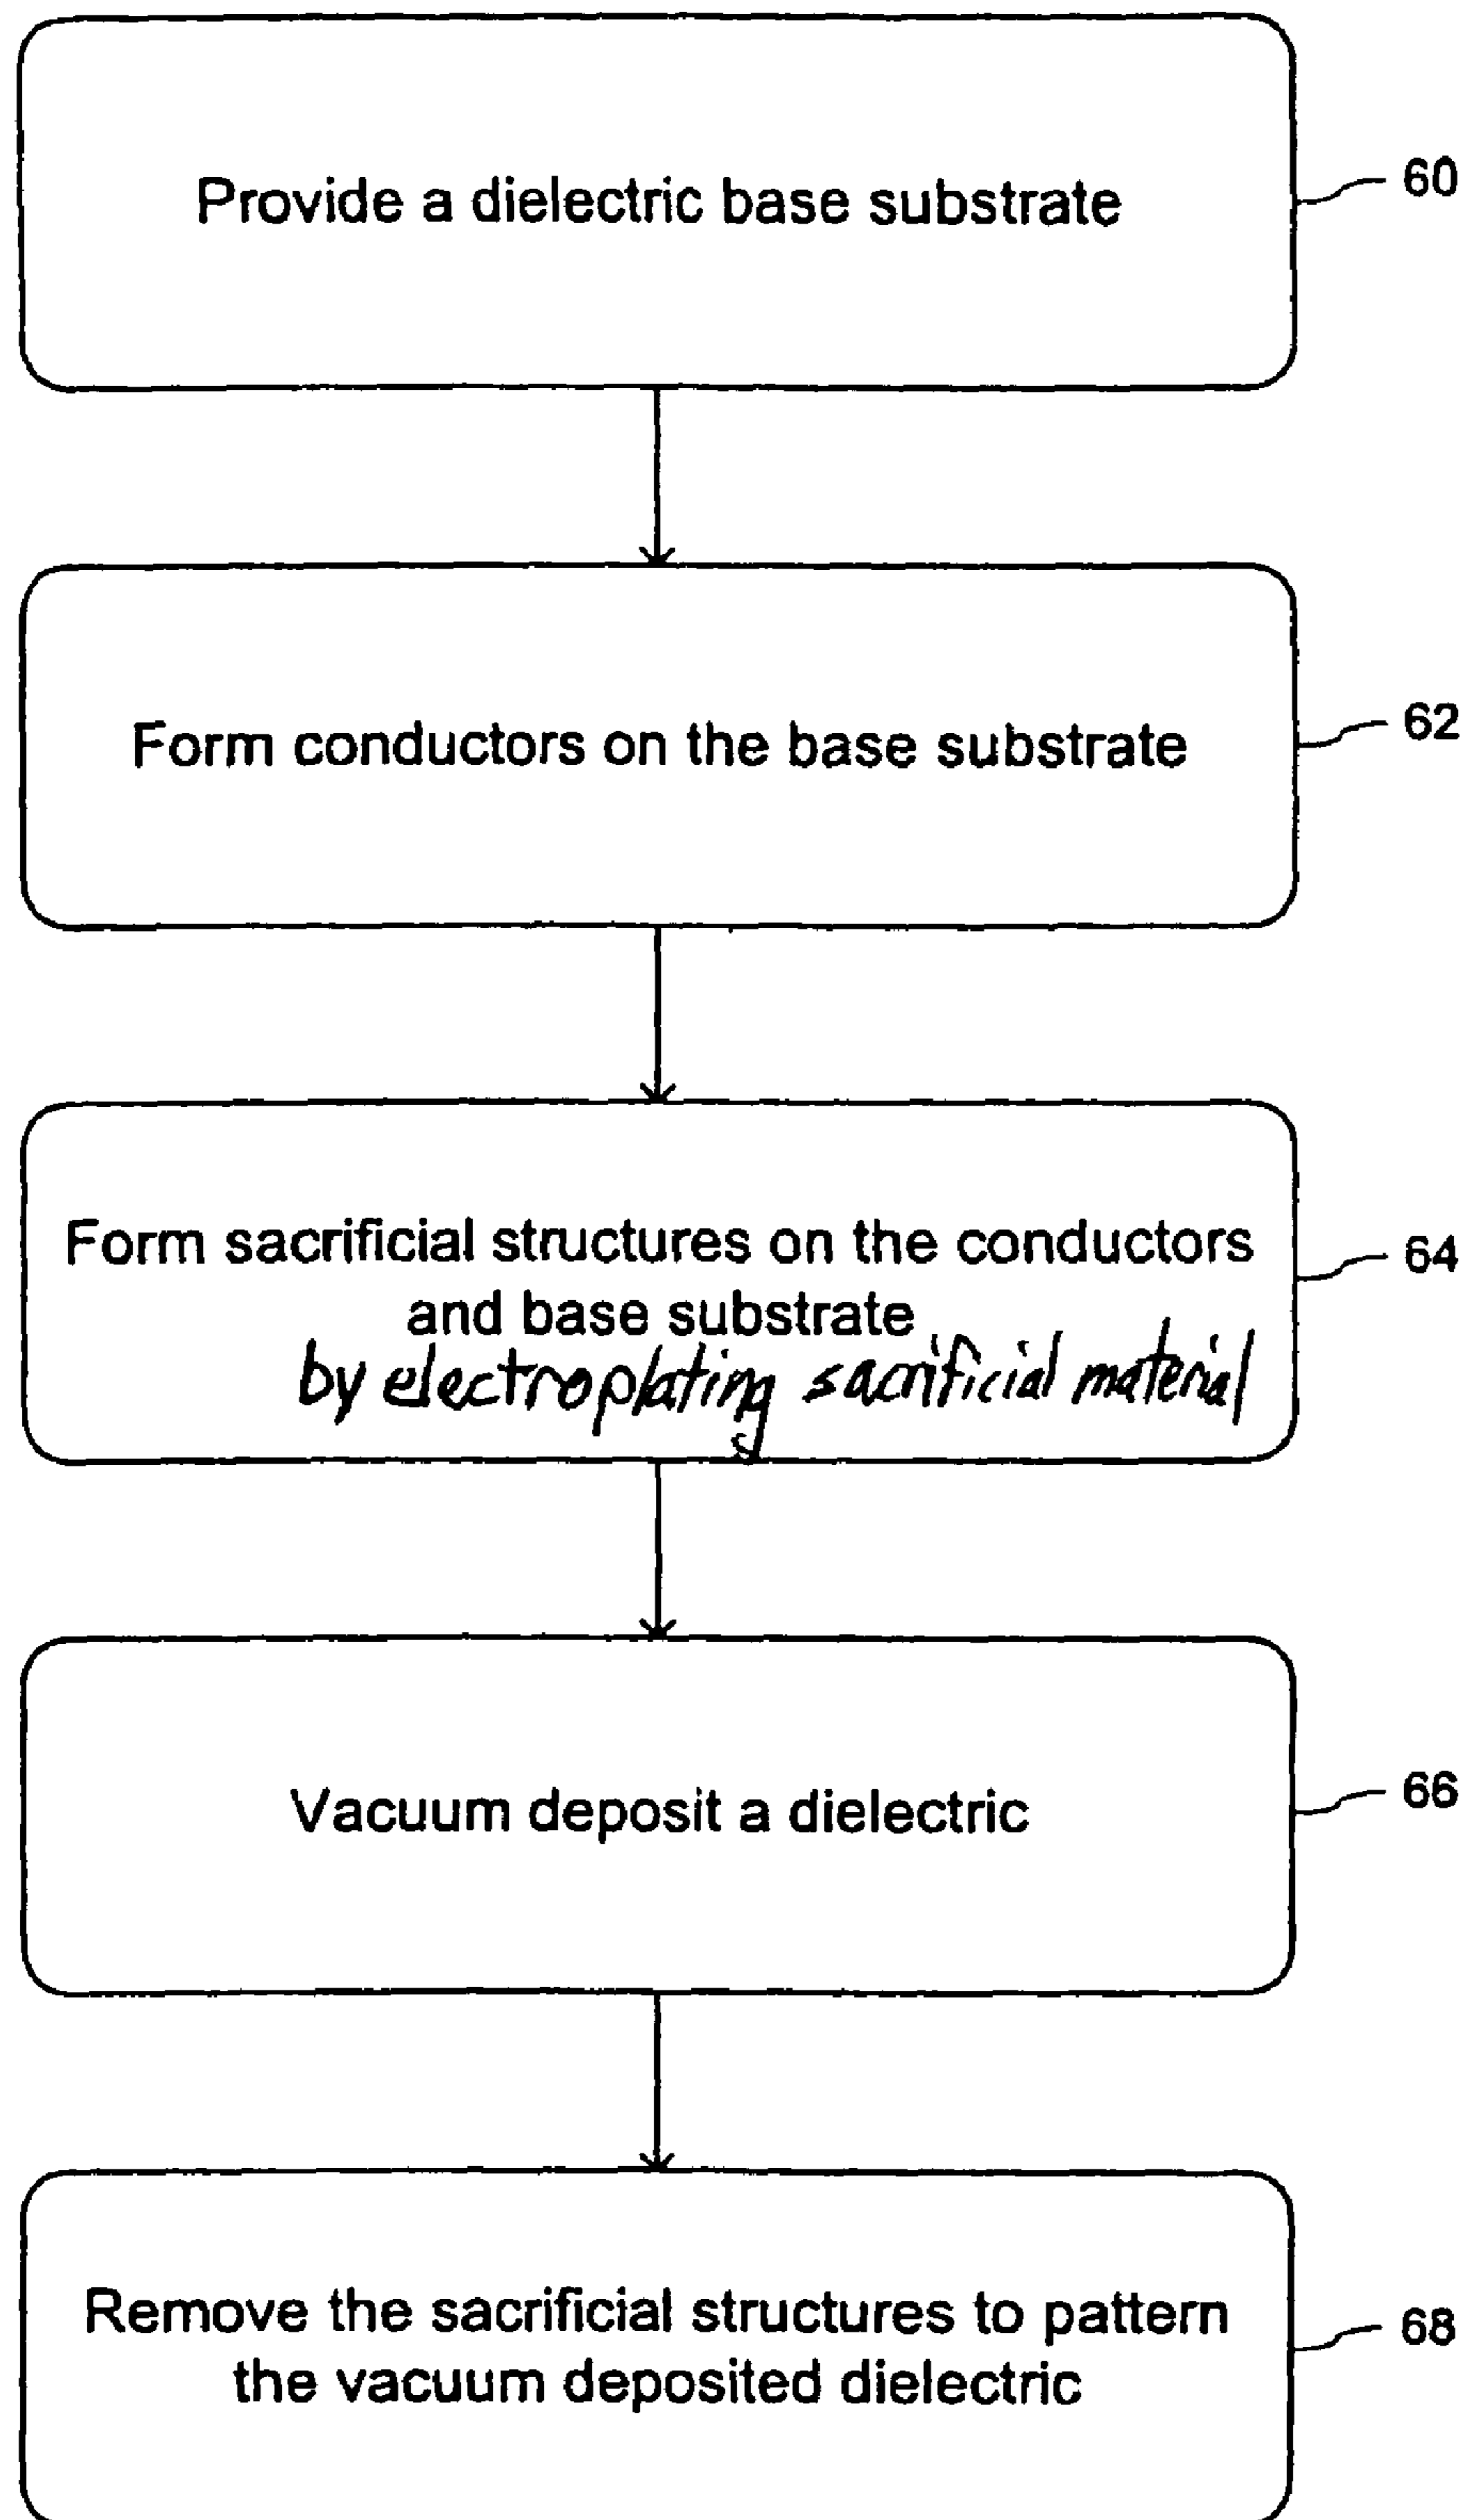 Provide a dielectric base substrate
60
Form conductors on the base substrate
62
Form sacrificial structures on the conductors
and base substrate
by electroplating sacrificial material
64
Vacuum deposit a dielectric
66
Remove the sacrificial structures to pattern
the vacuum deposited dielectric
68